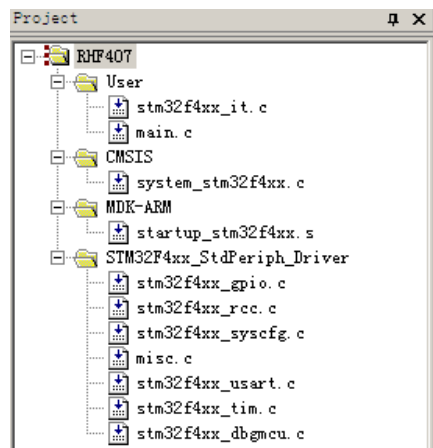 Project
RHF407
User
stm32f4xx_it.c
main.c
CMSIS
system_stm32f4xx.c
MDK-ARM
startup_stm32f4xx.s
STM32F4xx_StdPeriph_Driver
stm32f4xx_gpio.c
stm32f4xx_rcc.c
stm32f4xx_syscfg.c
misc.c
stm32f4xx_usart.c
stm32f4xx_tim.c
stm32f4xx_dbgmcu.c